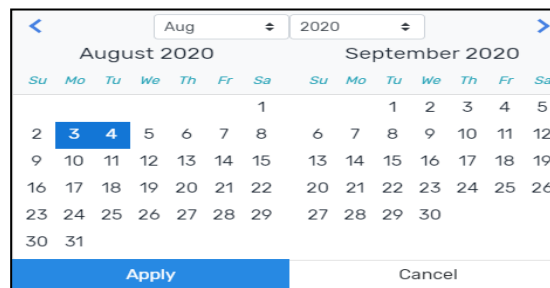 < Aug 2020 >
August 2020 September 2020
Su Mo Tu We Th Fr Sa Su Mo Tu We Th Fr Sa
1 1 2 3 4 5
2 3 4 5 6 7 8 6 7 8 9 10 11 12
9 10 11 12 13 14 15 13 14 15 16 17 18 19
16 17 18 19 20 21 22 20 21 22 23 24 25 26
23 24 25 26 27 28 29 27 28 29 30
30 31
Apply Cancel